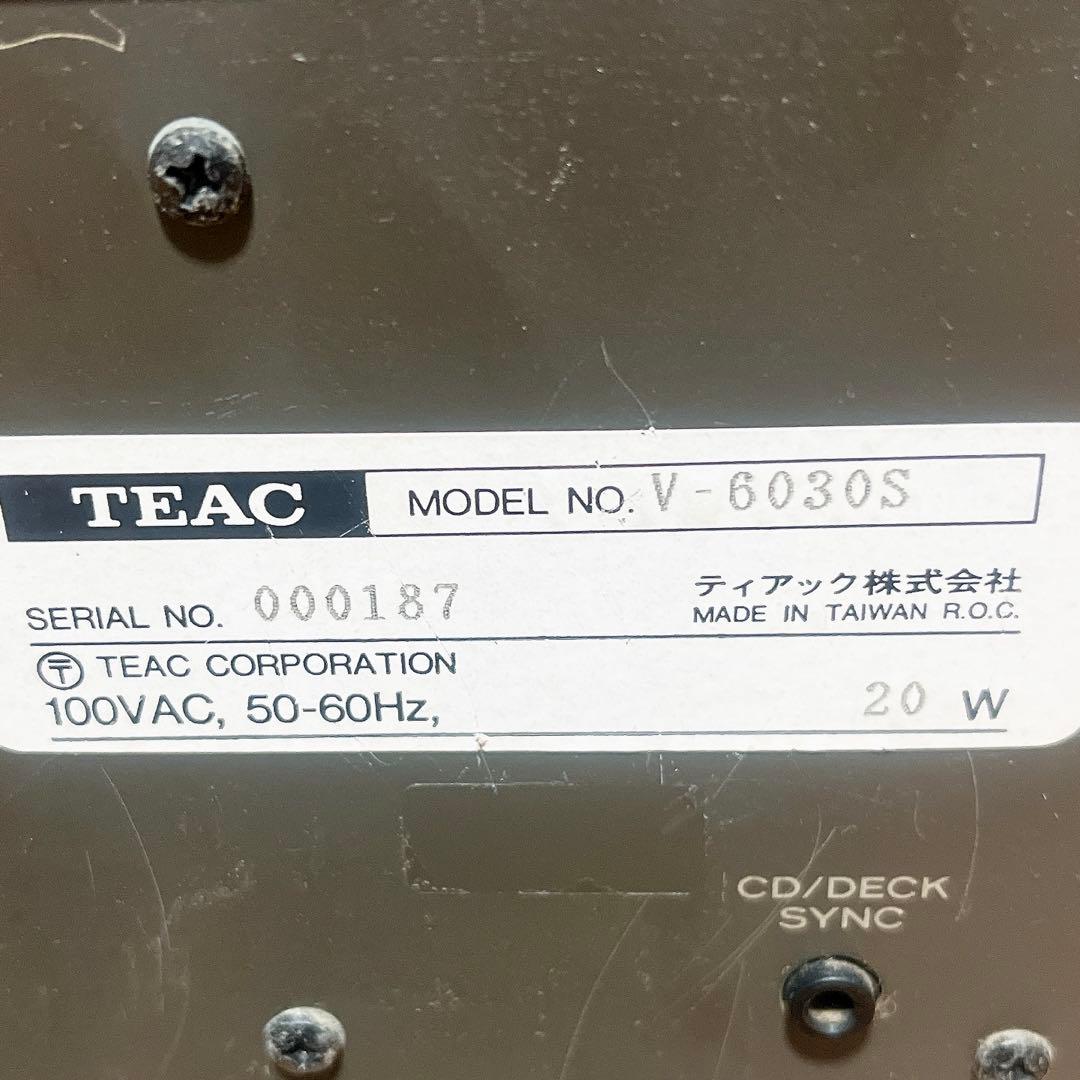 TEAC MODEL NO. V-6030S
SERIAL NO. 000187
ティアック株式会社
MADE IN TAIWAN R.O.C.
〶 TEAC CORPORATION
100VAC, 50-60Hz, 20 W
CD/DECK
SYNC